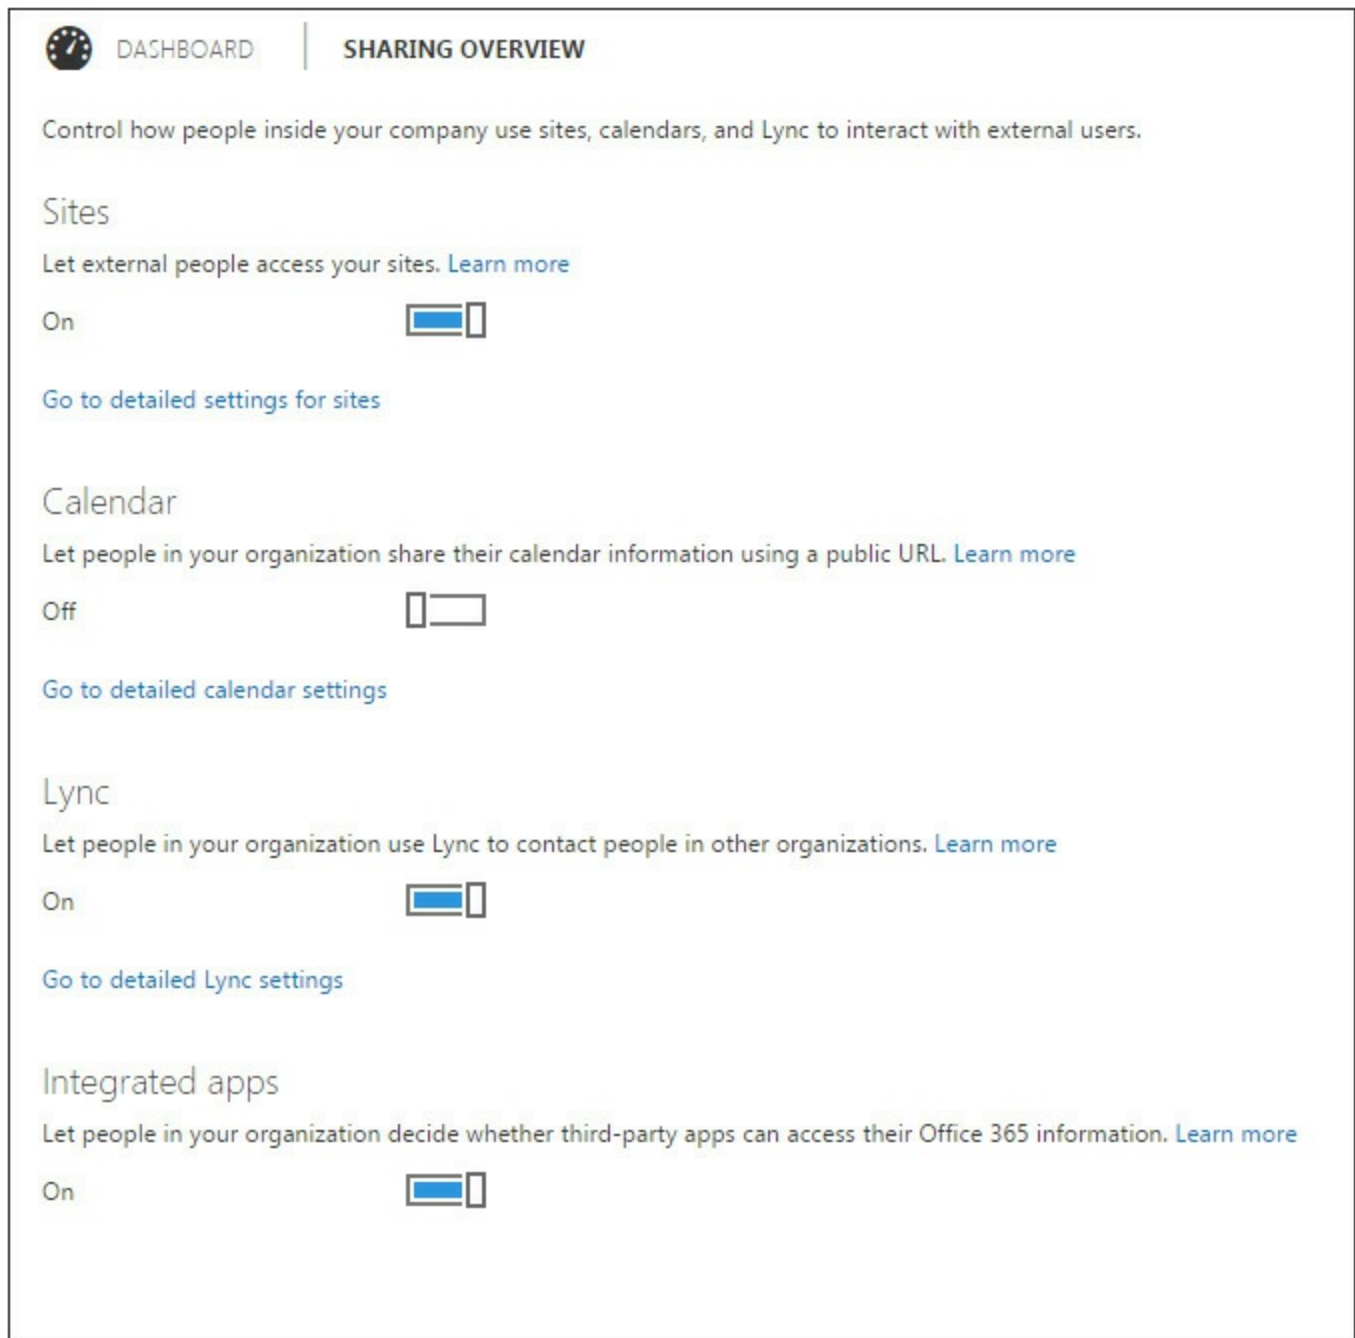 DASHBOARD SHARING OVERVIEW
Control how people inside your company use sites, calendars, and Lync to interact with external users.
Sites
Let external people access your sites. Learn more
On
Go to detailed settings for sites
Calendar
Let people in your organization share their calendar information using a public URL. Learn more
Off
Go to detailed calendar settings
Lync
Let people in your organization use Lync to contact people in other organizations. Learn more
On
Go to detailed Lync settings
Integrated apps
Let people in your organization decide whether third-party apps can access their Office 365 information. Learn more
On